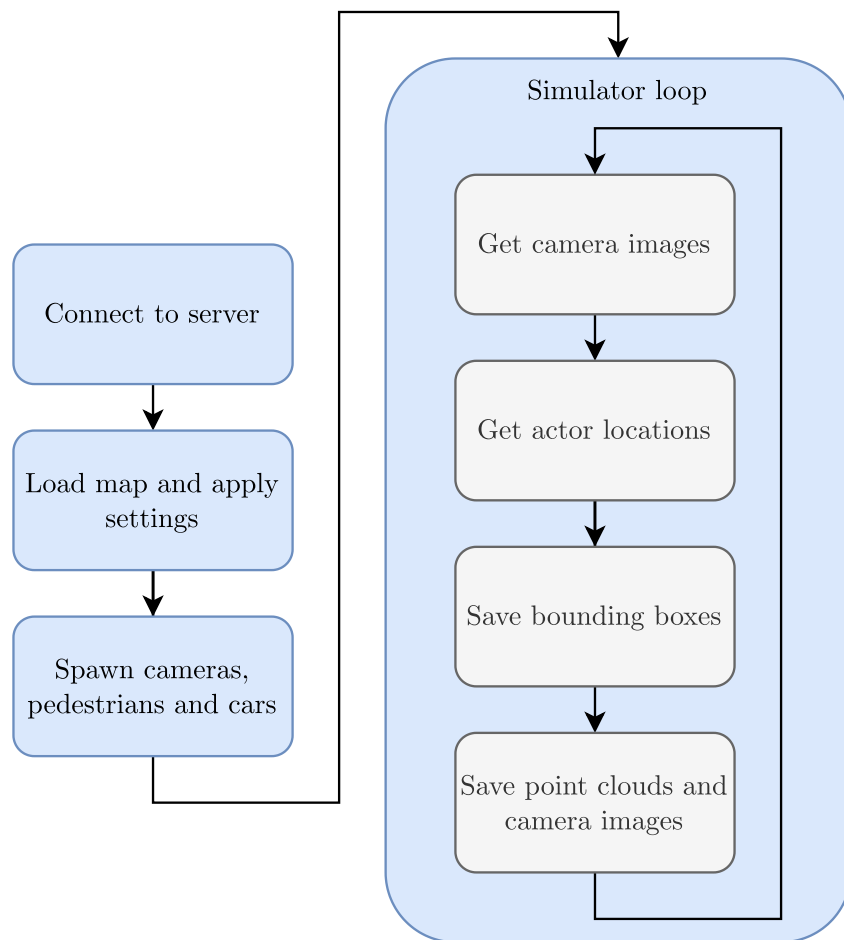 Connect to server
Load map and apply
settings
Spawn cameras,
pedestrians and cars
Simulator loop
Get camera images
Get actor locations
Save bounding boxes
Save point clouds and
camera images